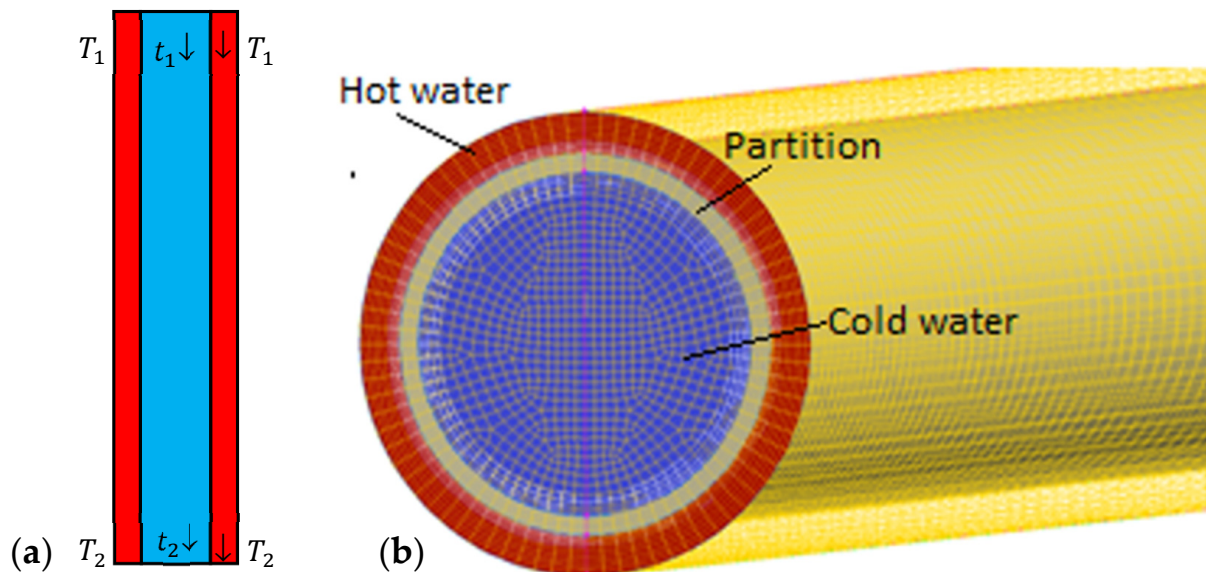 T₁ t₁↓ ↓ T₁
Hot water
Partition
Cold water
(a) T₂ t₂↓ ↓ T₂
(b)